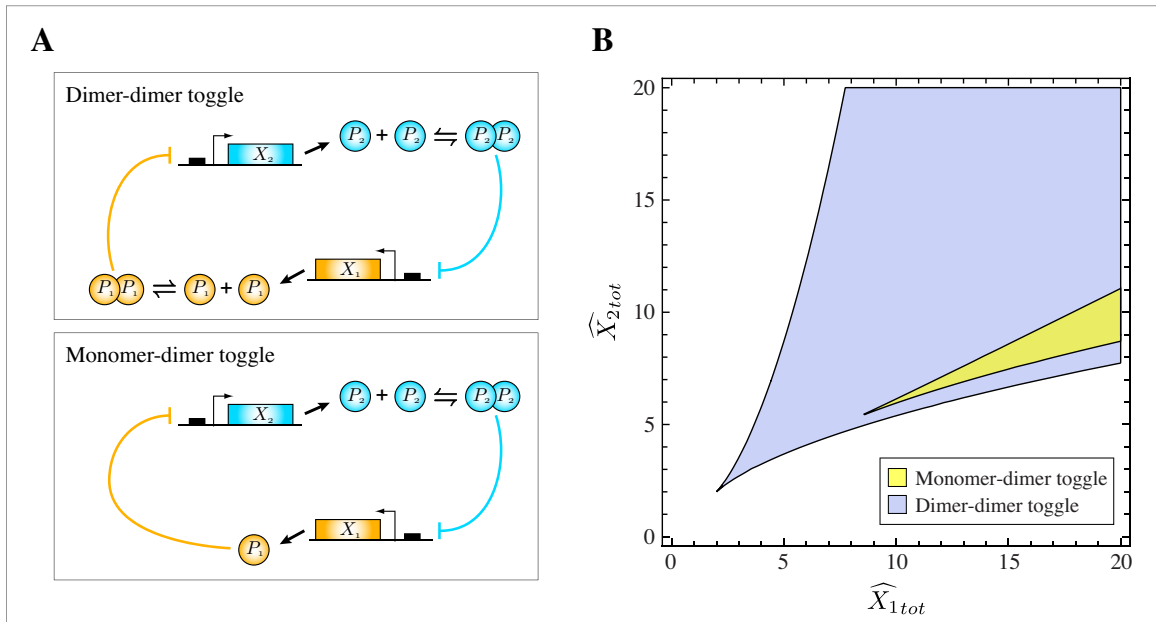 A
Dimer-dimer toggle
X₂
P₂ + P₂ ⇌ P₂P₂
X₁
P₁P₁ ⇌ P₁ + P₁
Monomer-dimer toggle
X₂
P₂ + P₂ ⇌ P₂P₂
X₁
P₁
B
20
15
10
5
0
X̂₂tot
Monomer-dimer toggle
Dimer-dimer toggle
0 5 10 15 20
X̂₁tot